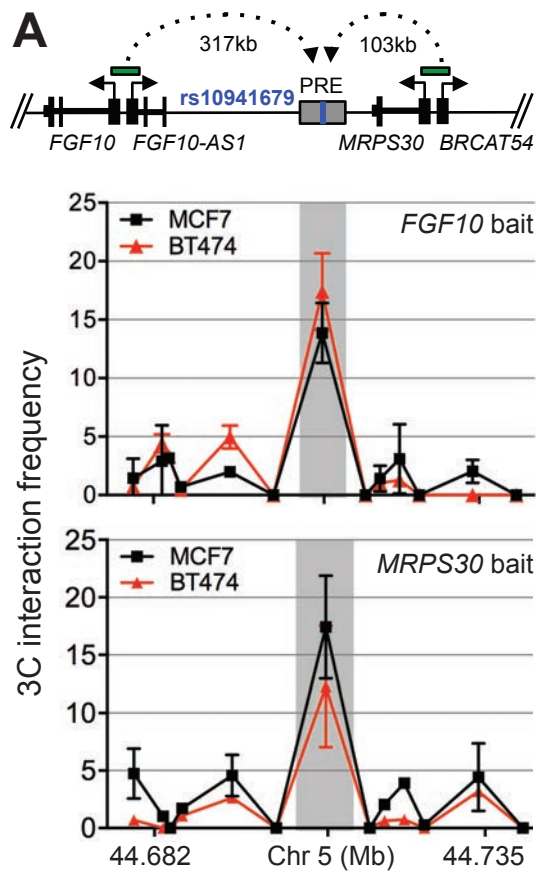 A
317kb 103kb
rs10941679 PRE
FGF10 FGF10-AS1 MRPS30 BRCAT54
3C interaction frequency
25
20
15
10
5
0
MCF7
BT474
FGF10 bait
25
20
15
10
5
0
MCF7
BT474
MRPS30 bait
44.682 Chr 5 (Mb) 44.735